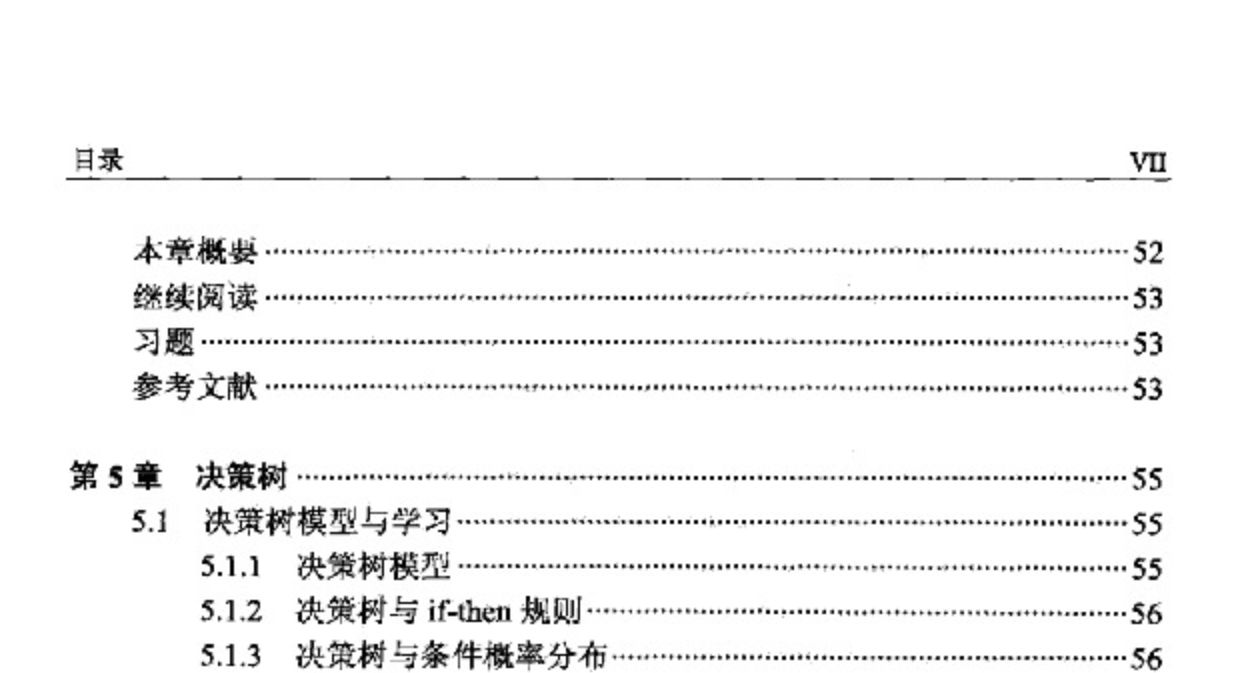 目录 VII
本章概要 52
继续阅读 53
习题 53
参考文献 53
第 5 章 决策树 55
5.1 决策树模型与学习 55
5.1.1 决策树模型 55
5.1.2 决策树与 if-then 规则 56
5.1.3 决策树与条件概率分布 56